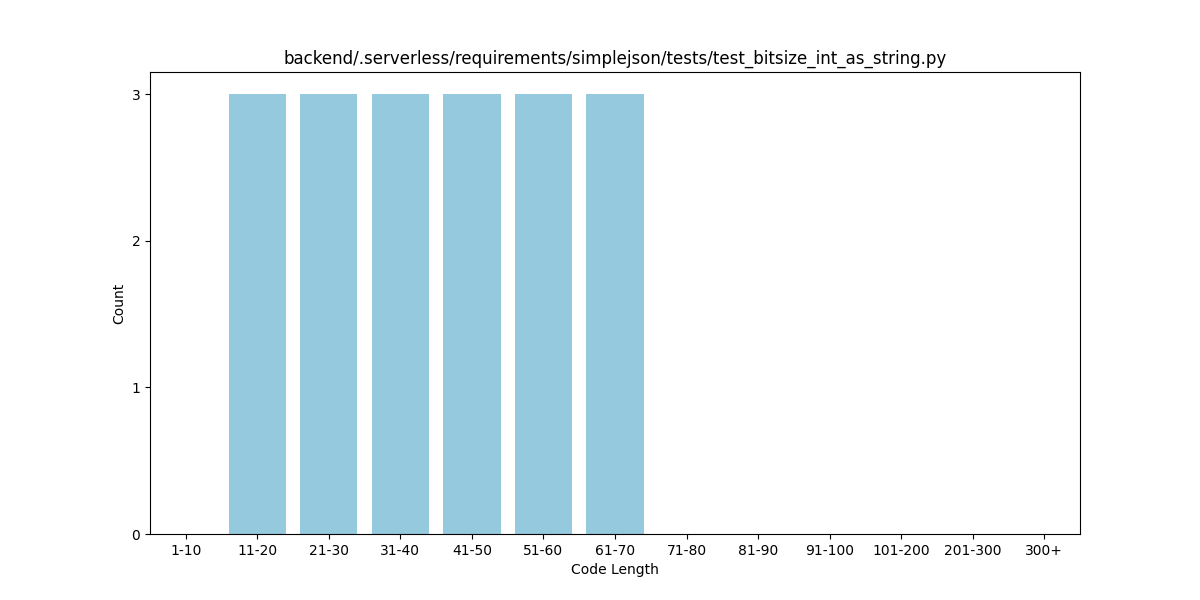 backend/.serverless/requirements/simplejson/tests/test_bitsize_int_as_string.py
3
2
1
0
Count
1-10 11-20 21-30 31-40 41-50 51-60 61-70 71-80 81-90 91-100 101-200 201-300 300+
Code Length